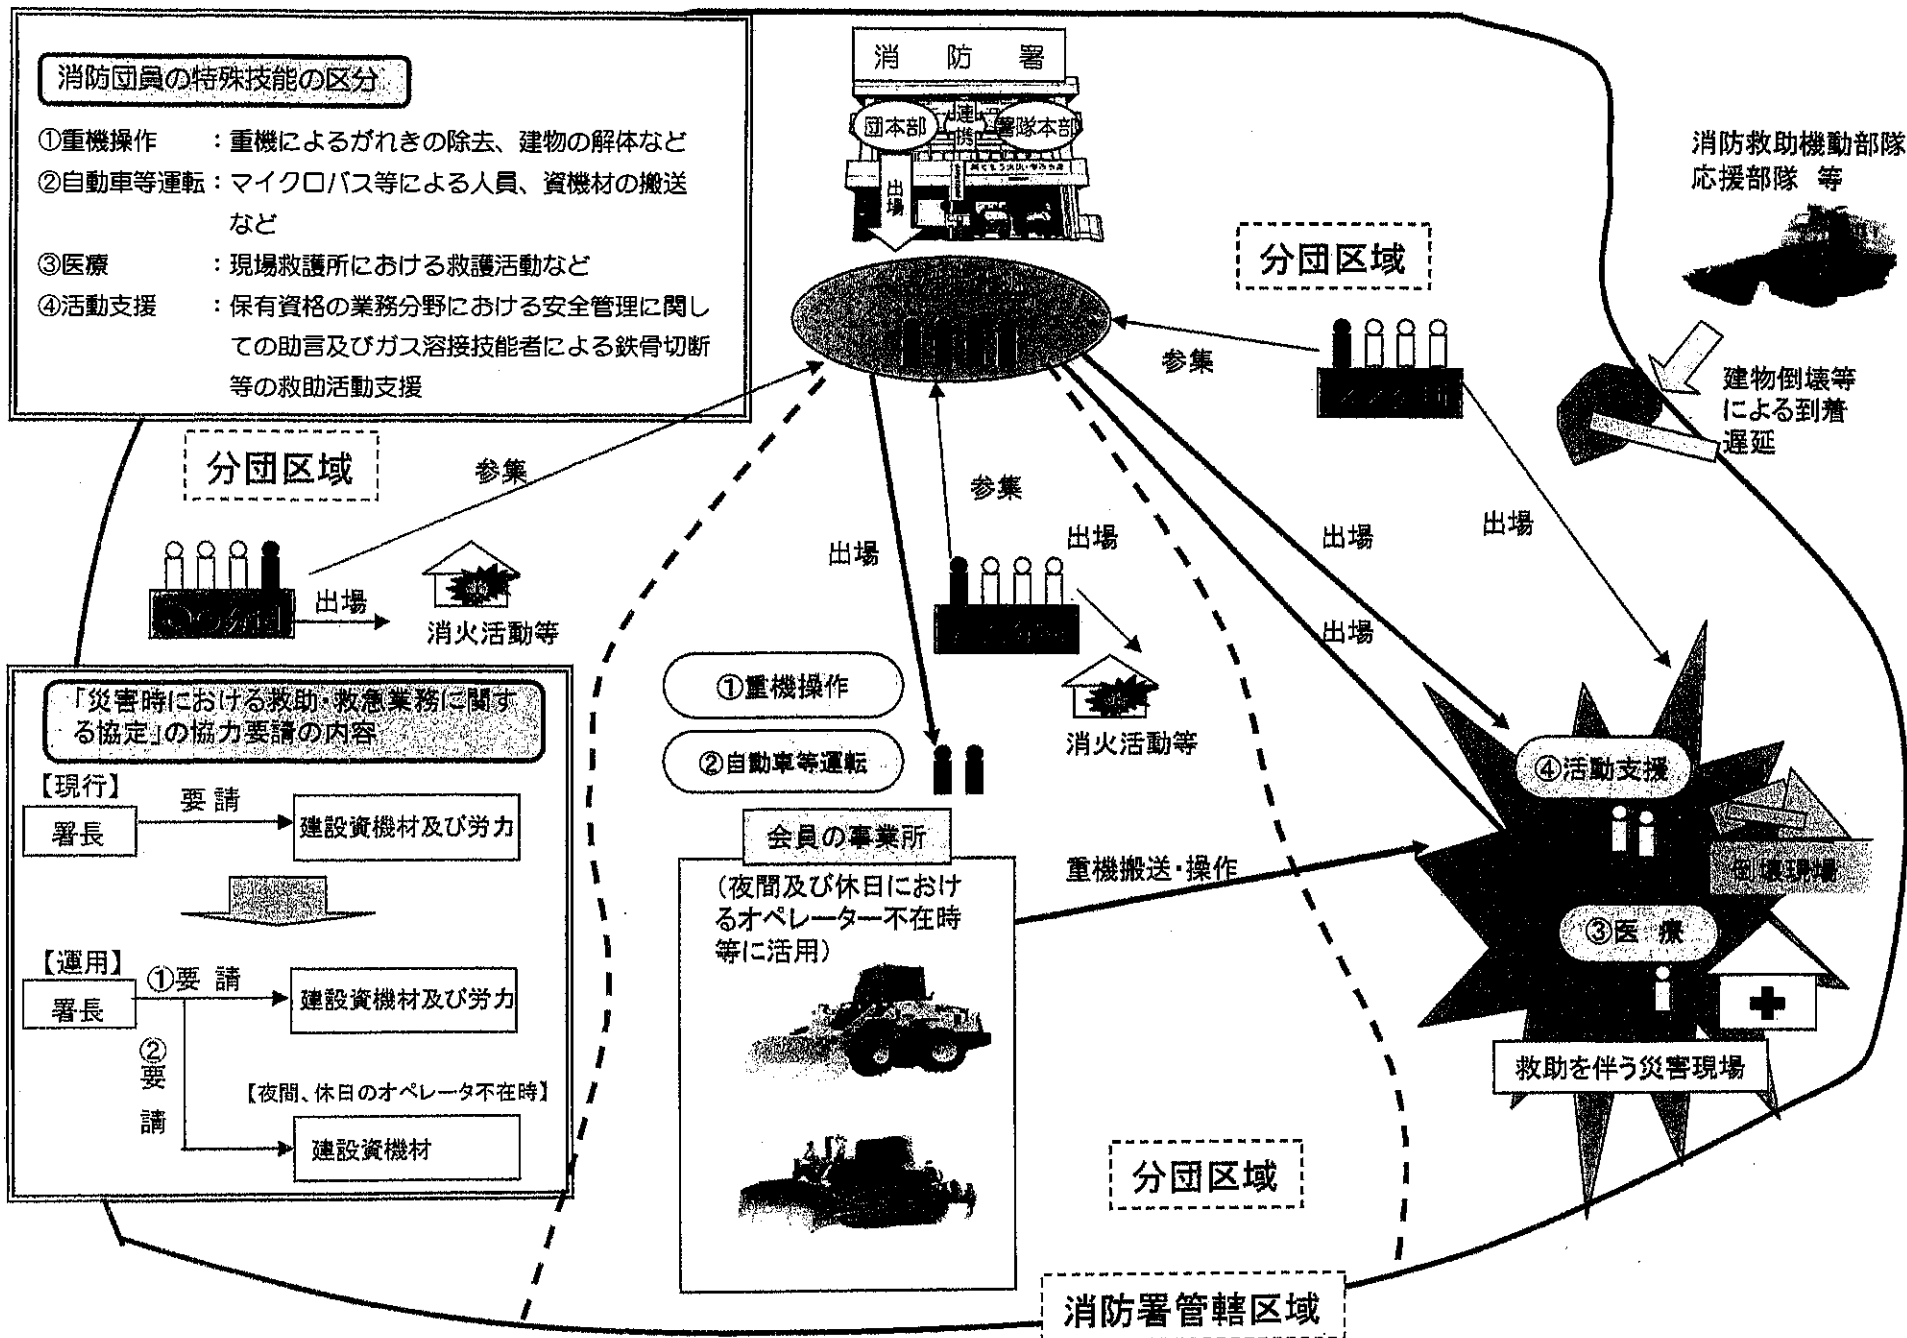 消防団員の特殊技能の区分
①重機操作　：重機によるがれきの除去、建物の解体など
②自動車等運転：マイクロバス等による人員、資機材の搬送
など
③医療　：現場救護所における救護活動など
④活動支援　：保有資格の業務分野における安全管理に関し
ての助言及びガス溶接技能者による鉄骨切断
等の救助活動支援
消　防　署
団本部
連携
署隊本部
出場
消防救助機動部隊
応援部隊　等
分団区域
参集
建物倒壊等
による到着
遅延
分団区域
参集
参集
出場
出場
出場
出場
出場
出場
〇〇分団
消火活動等
消火活動等
「災害時における救助・救急業務に関す
る協定」の協力要請の内容
【現行】
要 請
署長
建設資機材及び労力
【運用】
①要 請
署長
建設資機材及び労力
②要 請
【夜間、休日のオペレータ不在時】
建設資機材
①重機操作
②自動車等運転
会員の事業所
（夜間及び休日におけ
るオペレーター不在時
等に活用）
重機搬送・操作
④活動支援
倒壊現場
③医　療
救助を伴う災害現場
分団区域
消防署管轄区域